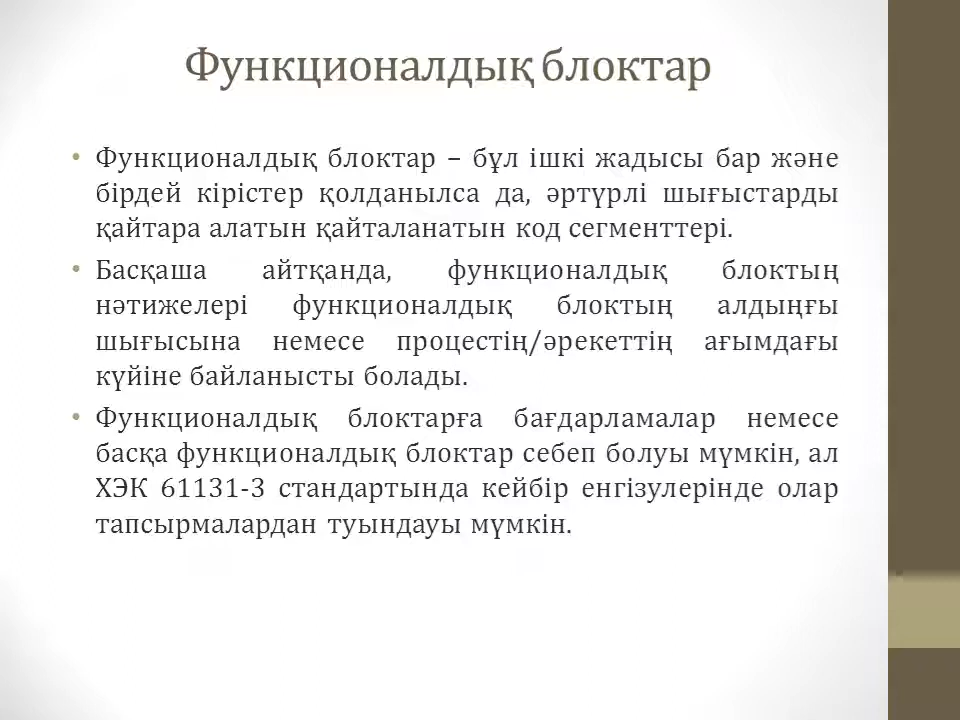 Функционалдық блоктар
• Функционалдық блоктар – бұл ішкі жадысы бар және
бірдей кірістер қолданылса да, әртүрлі шығыстарды
қайтара алатын қайталанатын код сегменттері.
• Басқаша айтқанда, функционалдық блоктың
нәтижелері функционалдық блоктың алдыңғы
шығысына немесе процестің/әрекеттің ағымдағы
күйіне байланысты болады.
• Функционалдық блоктарға бағдарламалар немесе
басқа функционалдық блоктар себеп болуы мүмкін, ал
ХЭК 61131-3 стандартында кейбір енгізулерінде олар
тапсырмалардан туындауы мүмкін.